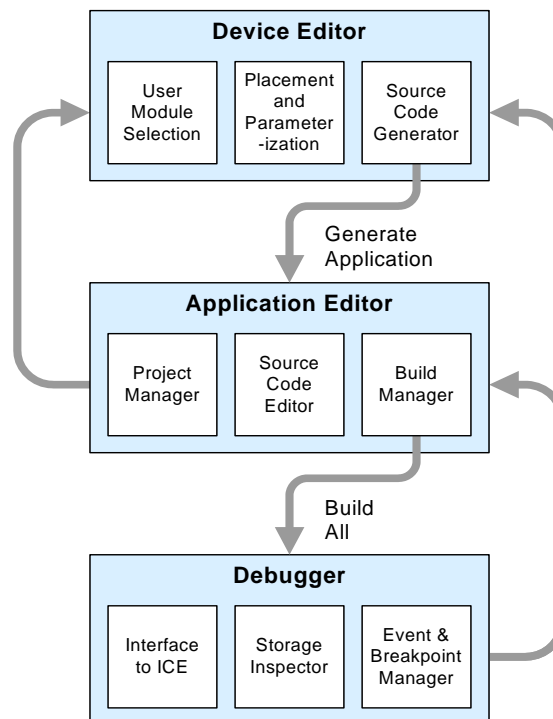 Device Editor
User
Module
Selection
Placement
and
Parameter
-ization
Source
Code
Generator
Generate
Application
Application Editor
Project
Manager
Source
Code
Editor
Build
Manager
Build
All
Debugger
Interface
to ICE
Storage
Inspector
Event &
Breakpoint
Manager